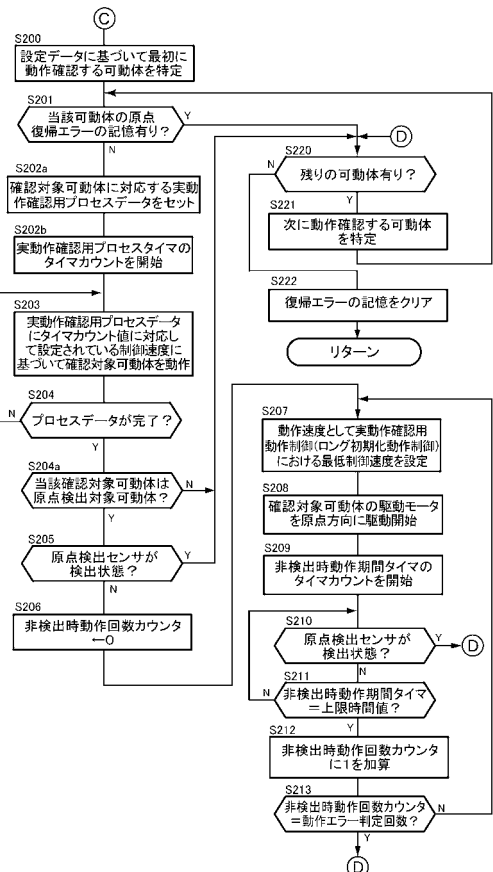 C
S200
設定データに基づいて最初に
動作確認する可動体を特定
S201
当該可動体の原点
復帰エラーの記憶有り?
Y
N
S202a
確認対象可動体に対応する実動
作確認用プロセスデータをセット
S202b
実動作確認用プロセスタイマの
タイマカウントを開始
S203
実動作確認用プロセスデータ
にタイマカウント値に対応し
て設定されている制御速度に
基づいて確認対象可動体を動作
S204
N
プロセスデータが完了?
Y
S204a
当該確認対象可動体は
原点検出対象可動体?
N
Y
S205
原点検出センサが
検出状態?
Y
N
S206
非検出時動作回数カウンタ
←0
D
S220
N
残りの可動体有り?
Y
S221
次に動作確認する可動体
を特定
S222
復帰エラーの記憶をクリア
リターン
S207
動作速度として実動作確認用
動作制御(ロング初期化動作制御)
における最低制御速度を設定
S208
確認対象可動体の駆動モータ
を原点方向に駆動開始
S209
非検出時動作期間タイマの
タイマカウントを開始
S210
原点検出センサが
検出状態?
Y
D
N
S211
N
非検出時動作期間タイマ
=上限時間値?
Y
S212
非検出時動作回数カウンタ
に1を加算
S213
非検出時動作回数カウンタ
=動作エラー判定回数?
N
Y
D